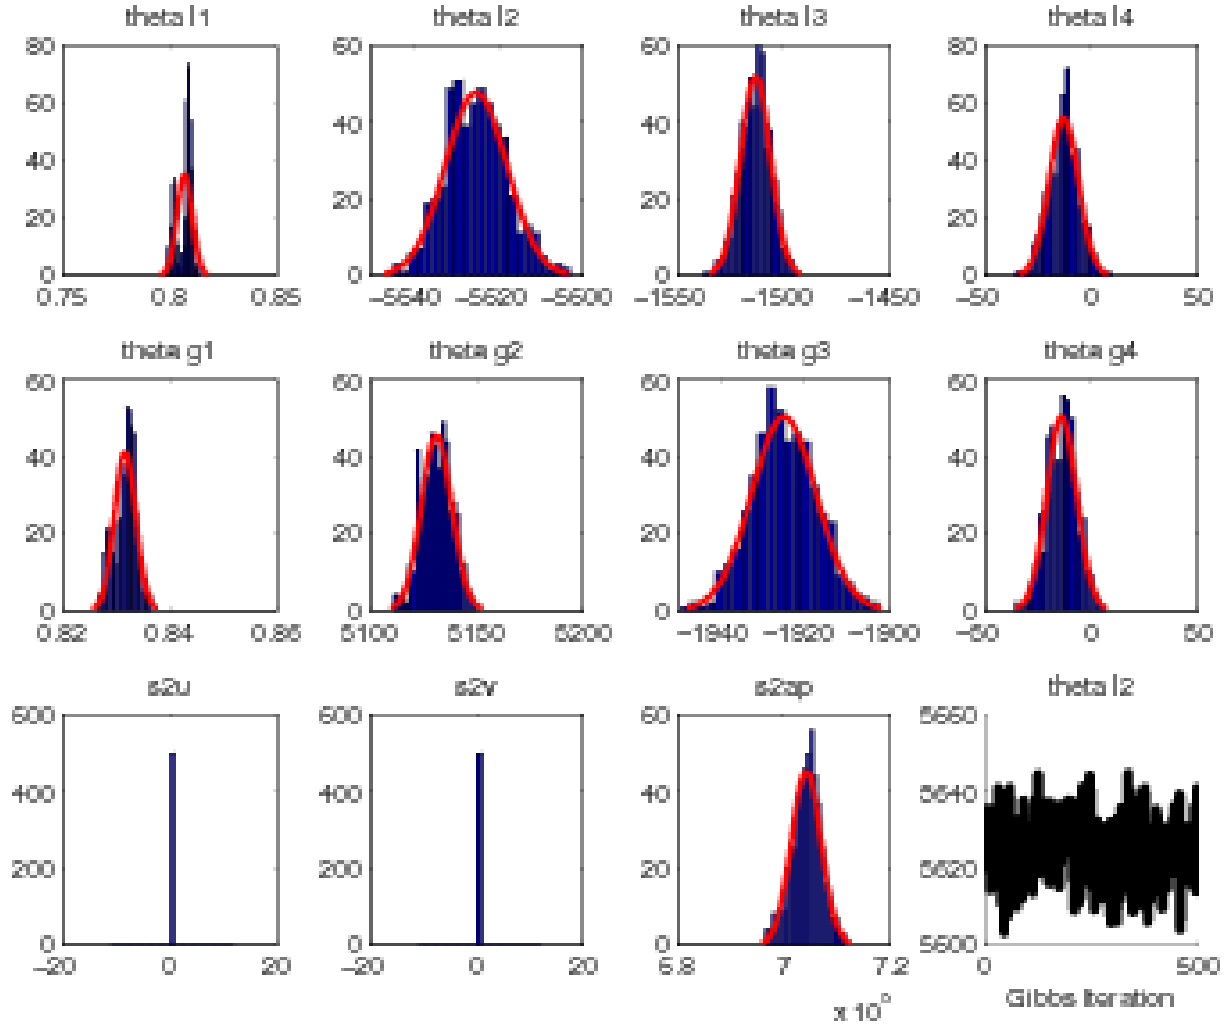 theta l1 theta l2 theta l3 theta l4
80 60 60 80
60 40 40 60
40 20 20 40
20 0 0 20
0 0
0.75 0.8 0.85 −5640 −5620 −5600 −1550 −1500 −1450 −50 0 50
theta g1 theta g2 theta g3 theta g4
60 60 60 60
40 40 40 40
20 20 20 20
0 0 0 0
0.82 0.84 0.86 5100 5150 5200 −1940 −1920 −1900 −50 0 50
s2u s2v s2ap theta l2
600 600 60 5660
400 400 40 5640
200 200 20 5620
0 0 0 5600
−20 0 20 −20 0 20 6.8 7 7.2 0 500
x 10 Gibbs Iteration